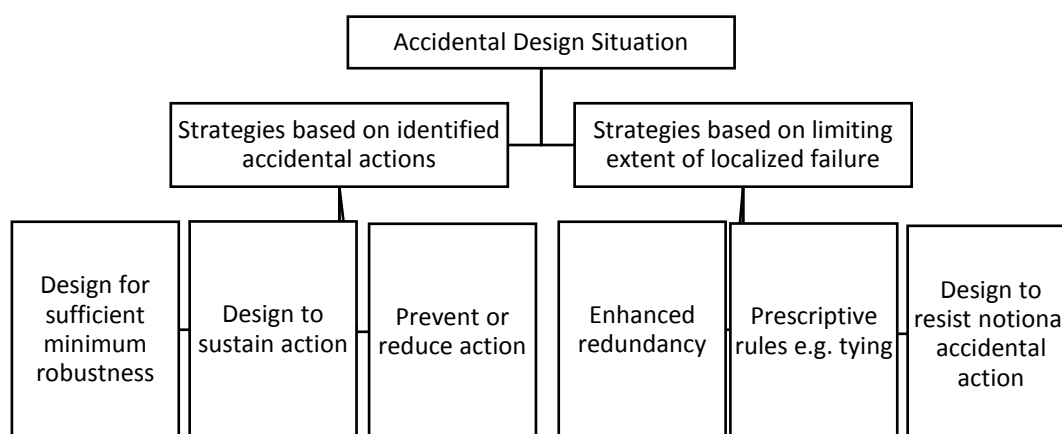 Accidental Design Situation
Strategies based on identified
accidental actions
Strategies based on limiting
extent of localized failure
Design for
sufficient
minimum
robustness
Design to
sustain action
Prevent or
reduce action
Enhanced
redundancy
Prescriptive
rules e.g. tying
Design to
resist notiona
accidental
action